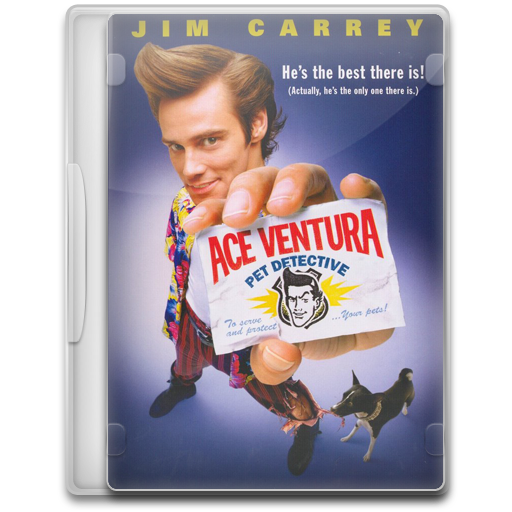 JIM CARREY
He's the best there is!
(Actually, he's the only one there is.)
ACE VENTURA
PET DETECTIVE
To serve
and protect
...Your pets!